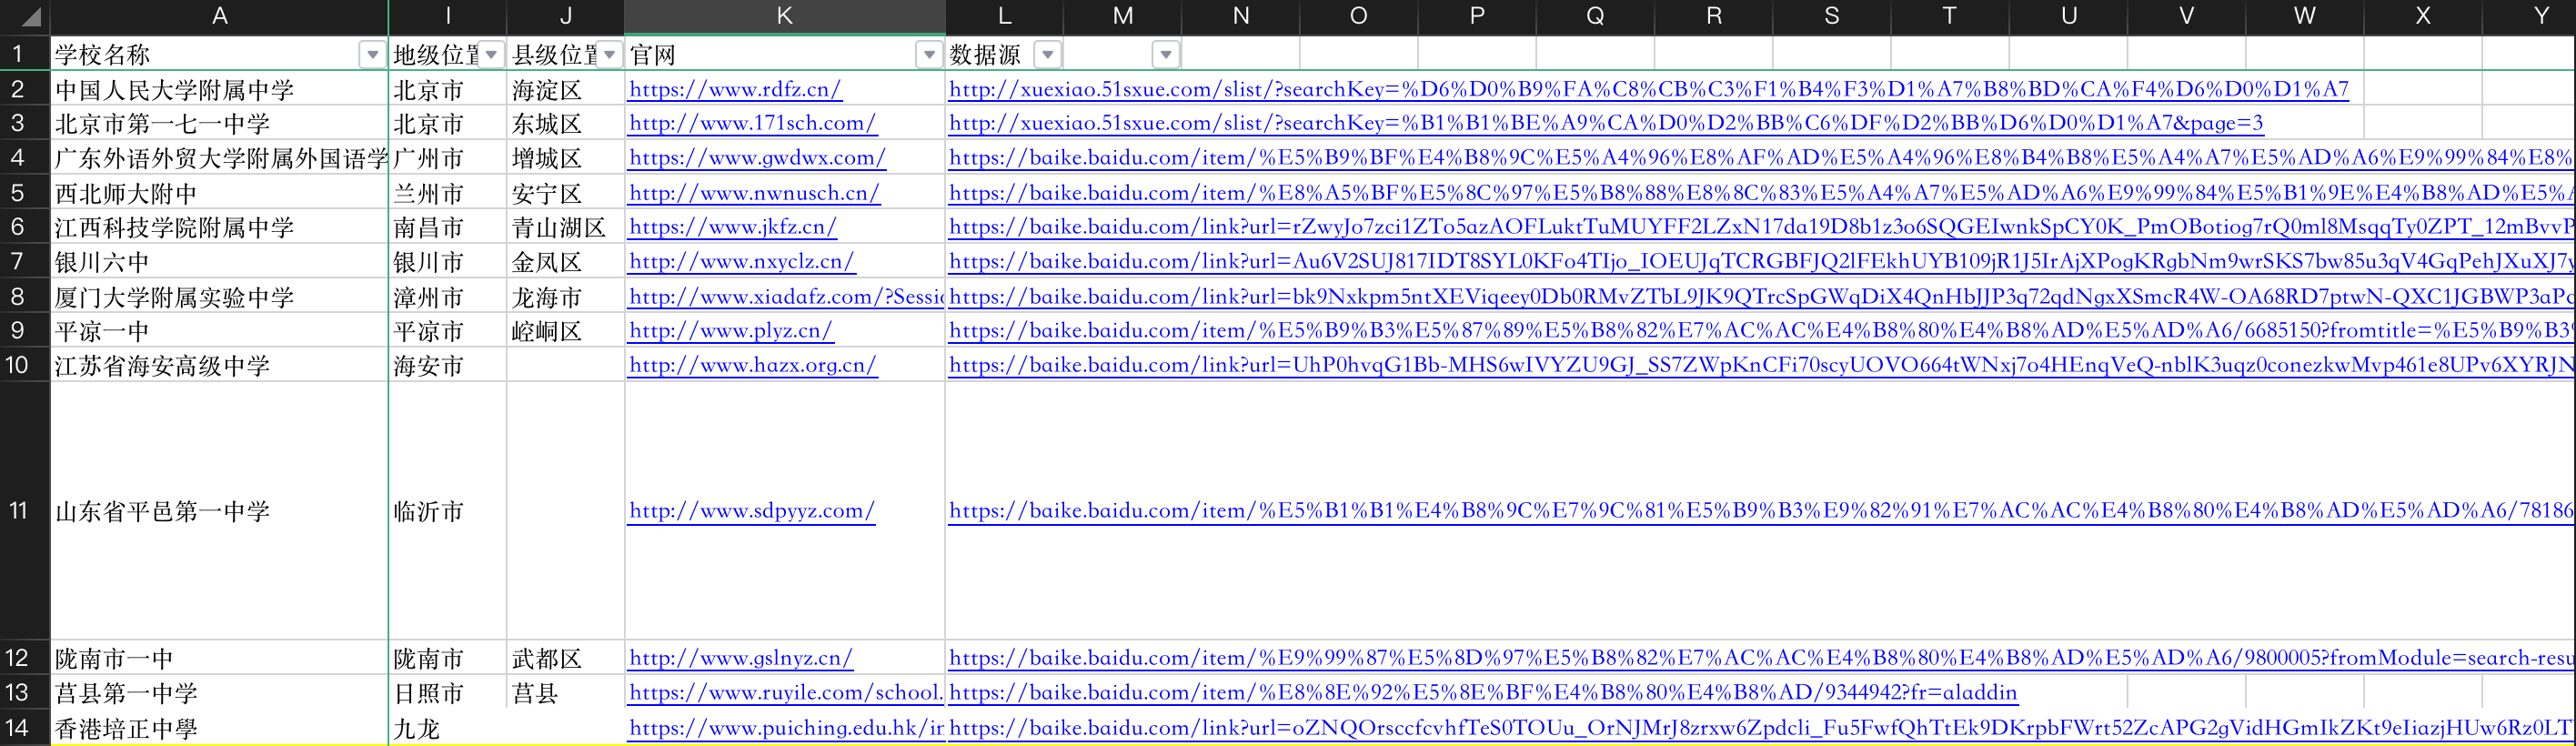 A I J K L M N O P Q R S T U V W X Y
1 学校名称 地级位置 县级位置 官网 数据源
2 中国人民大学附属中学 北京市 海淀区 https://www.rdfz.cn/ http://xuexiao.51sxue.com/slist/?searchKey=%D6%D0%B9%FA%C8%CB%C3%F1%B4%F3%D1%A7%B8%BD%CA%F4%D6%D0%D1%A7
3 北京市第一七一中学 北京市 东城区 http://www.171sch.com/ http://xuexiao.51sxue.com/slist/?searchKey=%B1%B1%BE%A9%CA%D0%D2%BB%C6%DF%D2%BB%D6%D0%D1%A7&page=3
4 广东外语外贸大学附属外国语学 广州市 增城区 https://www.gwdwx.com/ https://baike.baidu.com/item/%E5%B9%BF%E4%B8%9C%E5%A4%96%E8%AF%AD%E5%A4%96%E8%B4%B8%E5%A4%A7%E5%AD%A6%E9%99%84%E8%
5 西北师大附中 兰州市 安宁区 http://www.nwnusch.cn/ https://baike.baidu.com/item/%E8%A5%BF%E5%8C%97%E5%B8%88%E8%8C%83%E5%A4%A7%E5%AD%A6%E9%99%84%E5%B1%9E%E4%B8%AD%E5%A
6 江西科技学院附属中学 南昌市 青山湖区 https://www.jkfz.cn/ https://baike.baidu.com/link?url=rZwyJo7zci1ZTo5azAOFLuktTuMUYFF2LZxN17da19D8b1z3o6SQGEIwnkSpCY0K_PmOBotiog7rQ0ml8MsqqTy0ZPT_12mBvvP
7 银川六中 银川市 金凤区 http://www.nxyclz.cn/ https://baike.baidu.com/link?url=Au6V2SUJ817IDT8SYL0KFo4TIjo_IOEUJqTCRGBFJQ2lFEkhUYB109jR1J5IrAjXPogKRgbNm9wrSKS7bw85u3qV4GqPehJXuXJ7y
8 厦门大学附属实验中学 漳州市 龙海市 http://www.xiadafz.com/?Sessi https://baike.baidu.com/link?url=bk9Nxkpm5ntXEViqeey0Db0RMvZTbL9JK9QTrcSpGWqDiX4QnHbJJP3q72qdNgxXSmcR4W-OA68RD7ptwN-QXC1JGBWP3aPc
9 平凉一中 平凉市 崆峒区 http://www.plyz.cn/ https://baike.baidu.com/item/%E5%B9%B3%E5%87%89%E5%B8%82%E7%AC%AC%E4%B8%80%E4%B8%AD%E5%AD%A6/6685150?fromtitle=%E5%B9%B3%
10 江苏省海安高级中学 海安市 http://www.hazx.org.cn/ https://baike.baidu.com/link?url=UhP0hvqG1Bb-MHS6wIVYZU9GJ_SS7ZWpKnCFi70scyUOVO664tWNxj7o4HEnqVeQ-nblK3uqz0conezkwMvp461e8UPv6XYRJN
11 山东省平邑第一中学 临沂市 http://www.sdpyyz.com/ https://baike.baidu.com/item/%E5%B1%B1%E4%B8%9C%E7%9C%81%E5%B9%B3%E9%82%91%E7%AC%AC%E4%B8%80%E4%B8%AD%E5%AD%A6/78186
12 陇南市一中 陇南市 武都区 http://www.gslnyz.cn/ https://baike.baidu.com/item/%E9%99%87%E5%8D%97%E5%B8%82%E7%AC%AC%E4%B8%80%E4%B8%AD%E5%AD%A6/9800005?fromModule=search-resu
13 莒县第一中学 日照市 莒县 https://www.ruyile.com/school. https://baike.baidu.com/item/%E8%8E%92%E5%8E%BF%E4%B8%80%E4%B8%AD/9344942?fr=aladdin
14 香港培正中學 九龙 https://www.puiching.edu.hk/ir https://baike.baidu.com/link?url=oZNQOrsccfcvhfTeS0TOUu_OrNJMrJ8zrxw6Zpdcli_Fu5FwfQhTtEk9DKrpbFWrt52ZcAPG2gVidHGmIkZKt9eIiazjHUw6Rz0LT